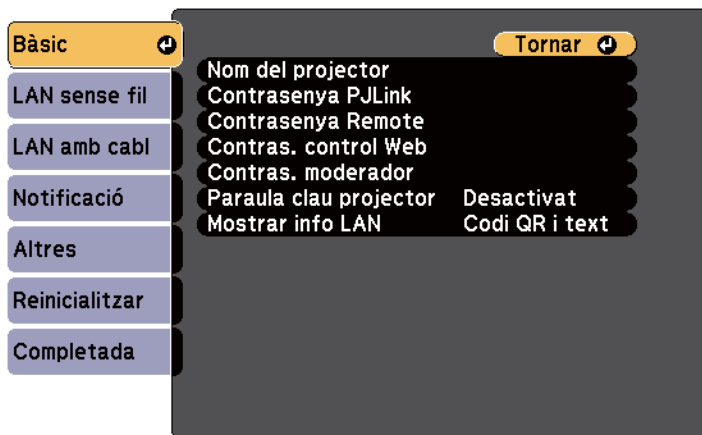 Bàsic
LAN sense fil
LAN amb cabl
Notificació
Altres
Reinicialitzar
Completada
Tornar
Nom del projector
Contrasenya PJLink
Contrasenya Remote
Contras. control Web
Contras. moderador
Paraula clau projector Desactivat
Mostrar info LAN Codi QR i text